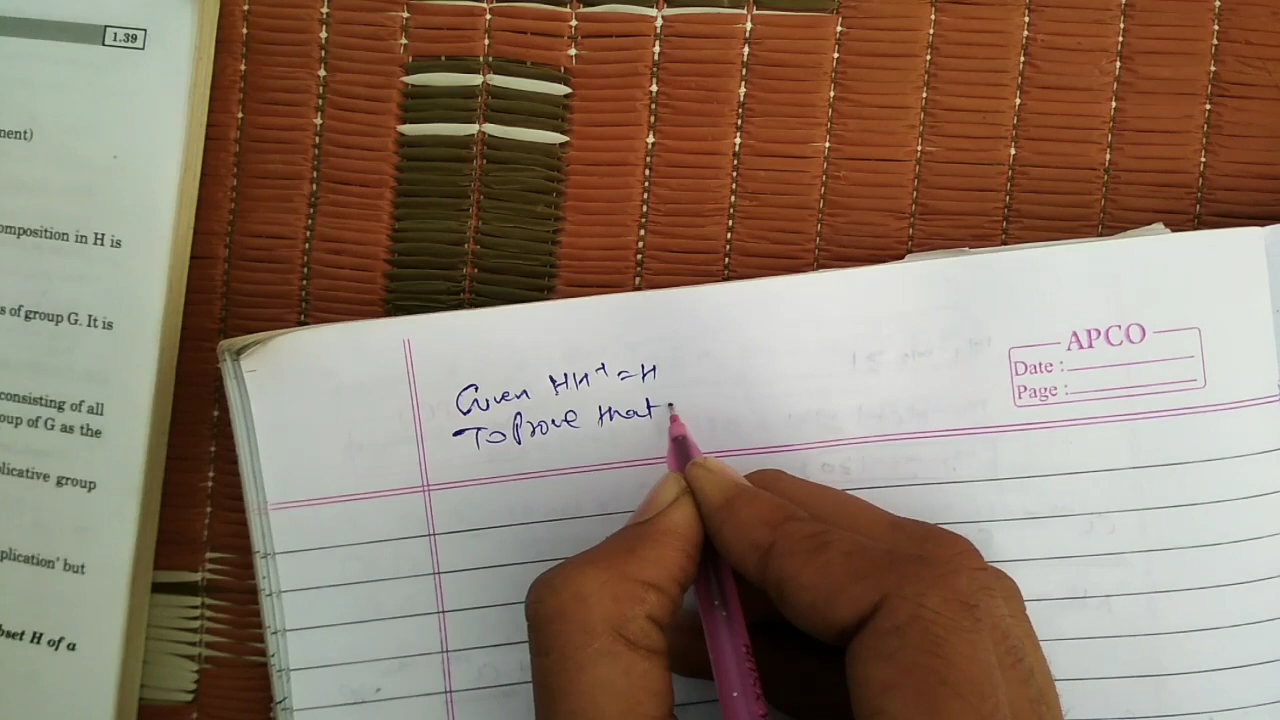 1.39
nent)
omposition in H is
s of group G. It is
consisting of all
oup of G as the
plicative group
plication' but
bset H of a
APCO
Date :
Page :
Given HH⁻¹ = H
To Prove that